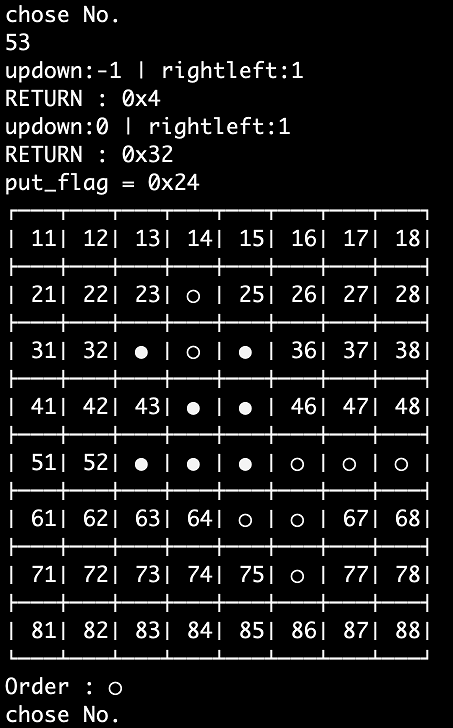 chose No.
53
updown:-1 | rightleft:1
RETURN : 0x4
updown:0 | rightleft:1
RETURN : 0x32
put_flag = 0x24
| 11| 12| 13| 14| 15| 16| 17| 18|
| 21| 22| 23| ○ | 25| 26| 27| 28|
| 31| 32| ● | ○ | ● | 36| 37| 38|
| 41| 42| 43| ● | ● | 46| 47| 48|
| 51| 52| ● | ● | ● | ○ | ○ | ○ |
| 61| 62| 63| 64| ○ | ○ | 67| 68|
| 71| 72| 73| 74| 75| ○ | 77| 78|
| 81| 82| 83| 84| 85| 86| 87| 88|
Order : ○
chose No.